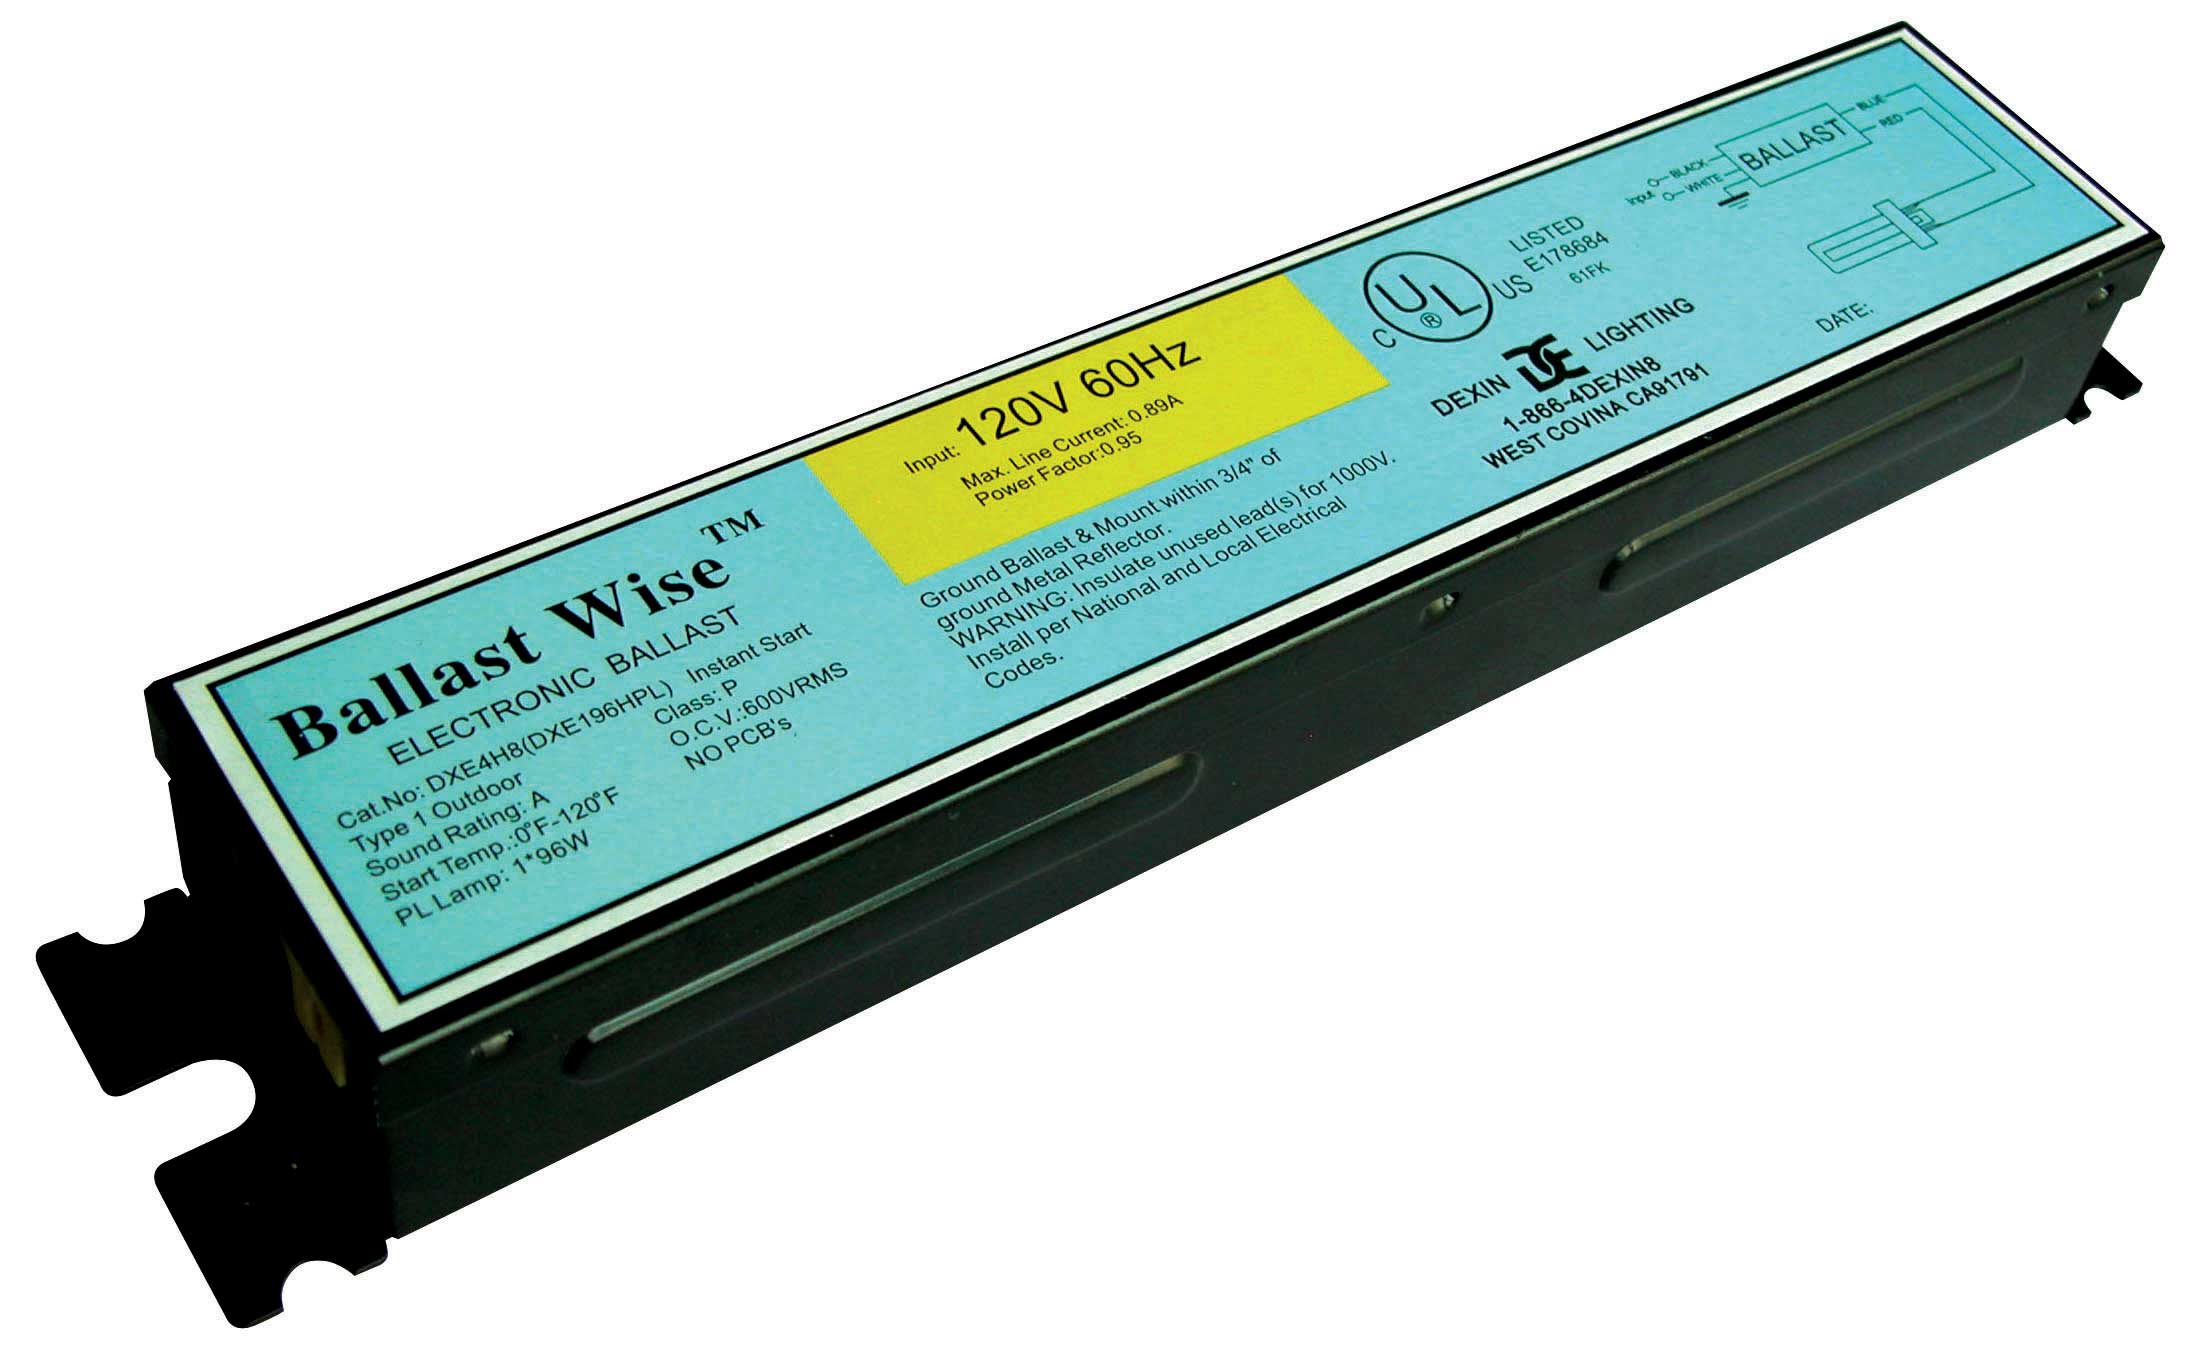 Ballast Wise™
ELECTRONIC BALLAST
Cat.No: DXE4H8(DXE196HPL) Instant Start
Type 1 Outdoor Class: P
Sound Rating: A O.C.V.:600VRMS
Start Temp.:0°F-120°F NO PCB's
PL Lamp: 1*96W
Input: 120V 60Hz
Max. Line Current: 0.89A
Power Factor:0.95
Ground Ballast & Mount within 3/4" of
ground Metal Reflector.
WARNING: Insulate unused lead(s) for 1000V.
Install per National and Local Electrical
Codes.
C UL ® US
LISTED
E178684
61FK
DEXIN DE LIGHTING
1-866-4DEXIN8
WEST COVINA CA91791
Input
BLACK
WHITE
BALLAST
BLUE
RED
DATE: